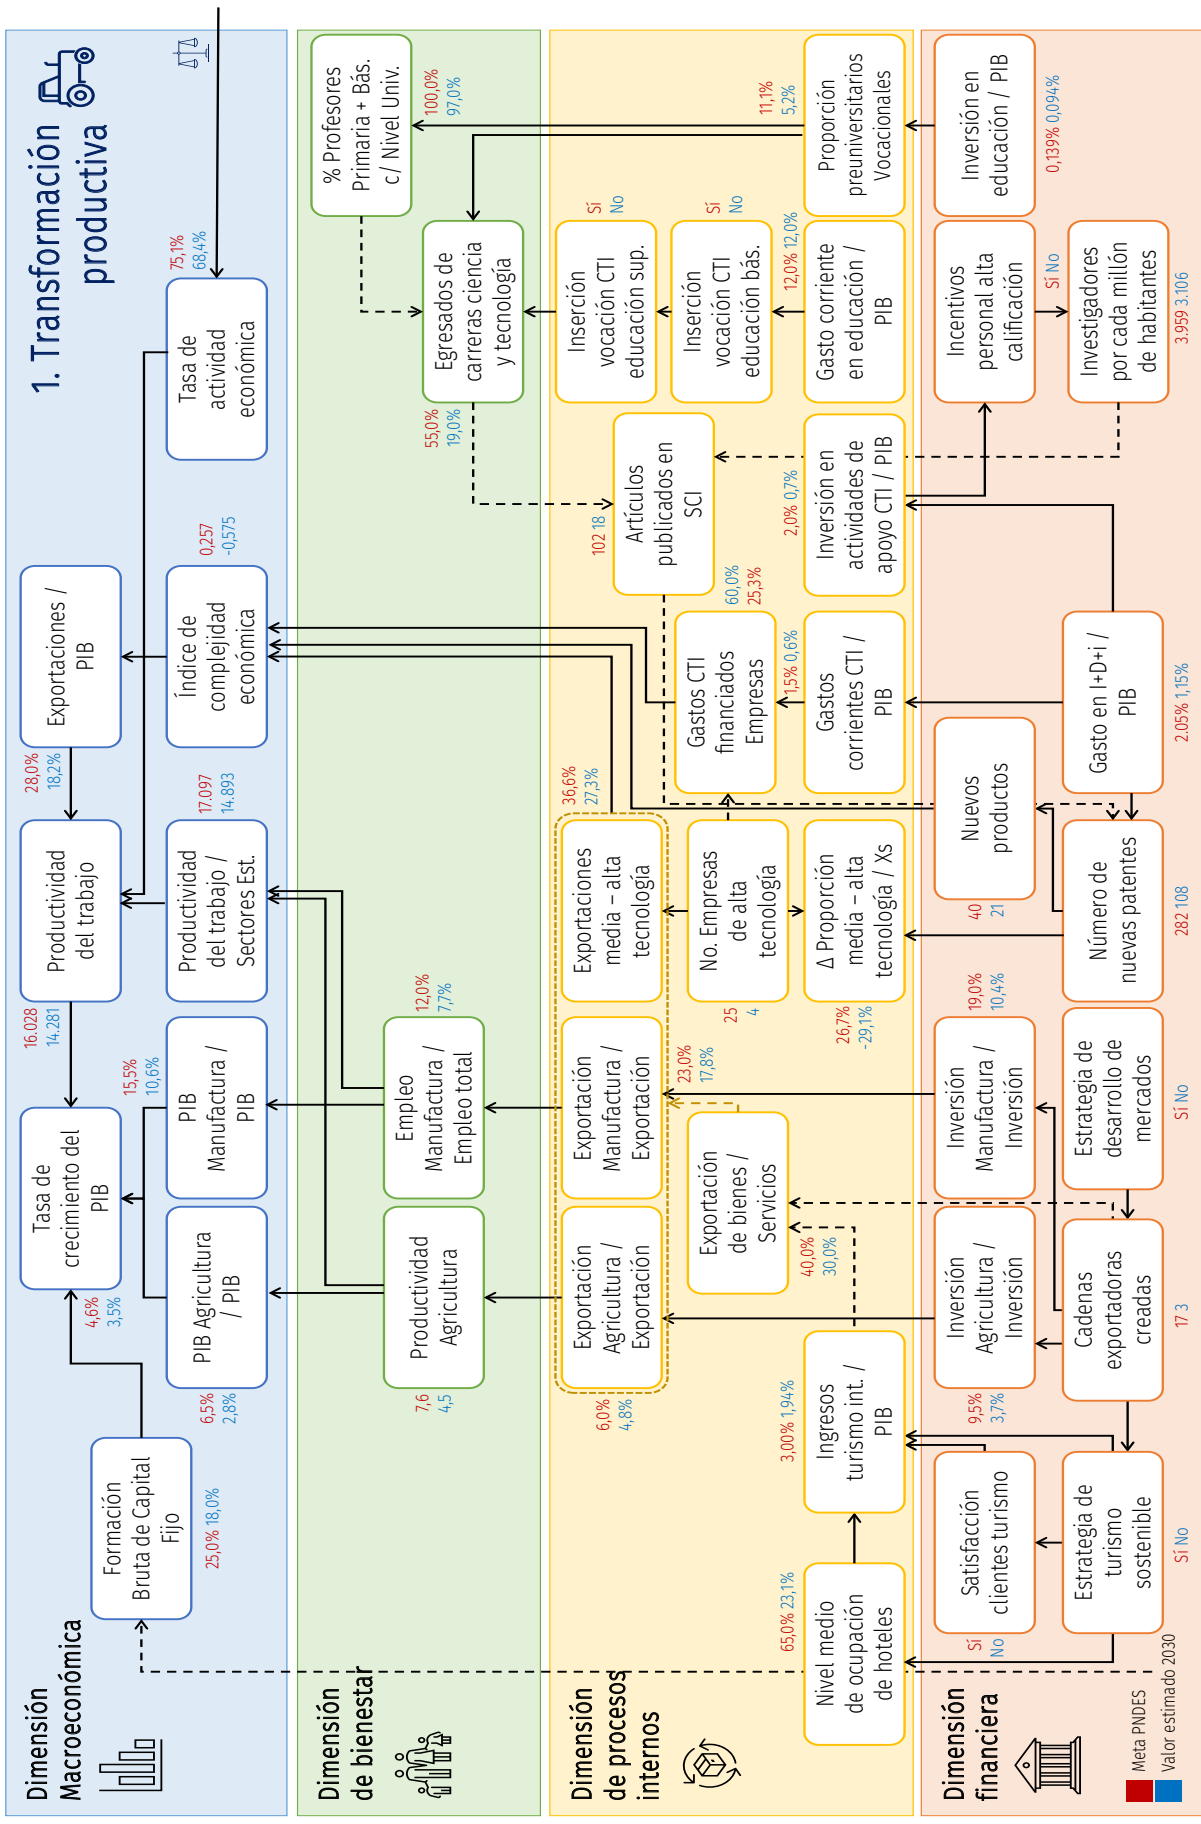 1. Transformación
productiva
Dimensión
Macroeconómica
Formación
Bruta de Capital
Fijo
25,0% 18,0%
Tasa de
crecimiento del
PIB
4,6%
3,5%
PIB Agricultura
/ PIB
6,5%
2,8%
PIB
Manufactura /
PIB
15,5%
10,6%
Productividad
del trabajo
16.028
14.281
Productividad
del trabajo /
Sectores Est.
17.097
14.893
Exportaciones /
PIB
28,0%
18,2%
Índice de
complejidad
económica
0,257
-0,575
Tasa de
actividad
económica
75,1%
68,4%
Dimensión
de bienestar
Productividad
Agricultura
7,6
4,5
Empleo
Manufactura /
Empleo total
12,0%
7,7%
Egresados de
carreras ciencia
y tecnología
55,0%
19,0%
% Profesores
Primaria + Bás.
c/ Nivel Univ.
100,0%
97,0%
Dimensión
de procesos
internos
Nivel medio
de ocupación
de hoteles
65,0% 23,1%
Ingresos
turismo int. /
PIB
3,00% 1,94%
Exportación
Agricultura /
Exportación
6,0%
4,8%
Exportación
Manufactura /
Exportación
23,0%
17,8%
Exportación
de bienes /
Servicios
40,0%
30,0%
Exportaciones
media – alta
tecnología
36,6%
27,3%
No. Empresas
de alta
tecnología
25
4
Δ Proporción
media – alta
tecnología / Xs
26,7%
-29,1%
Gastos CTI
financiados
Empresas
60,0%
25,3%
Gastos
corrientes CTI /
PIB
1,5% 0,6%
Artículos
publicados en
SCI
102 18
Inversión en
actividades de
apoyo CTI / PIB
2,0% 0,7%
Inserción
vocación CTI
educación sup.
Sí
No
Inserción
vocación CTI
educación bás.
Sí
No
Gasto corriente
en educación /
PIB
12,0% 12,0%
Proporción
preuniversitarios
Vocacionales
11,1%
5,2%
Dimensión
financiera
Satisfacción
clientes turismo
Sí
No
Estrategia de
turismo
sostenible
Sí No
Inversión
Agricultura /
Inversión
9,5%
3,7%
Cadenas
exportadoras
creadas
17 3
Inversión
Manufactura /
Inversión
19,0%
10,4%
Estrategia de
desarrollo de
mercados
Sí No
Nuevos
productos
40
21
Número de
nuevas patentes
282 108
Gasto en I+D+i /
PIB
2.05% 1,15%
Incentivos
personal alta
calificación
Sí No
Investigadores
por cada millón
de habitantes
3.959 3.106
Inversión en
educación / PIB
0,139% 0,094%
Meta PNDES
Valor estimado 2030